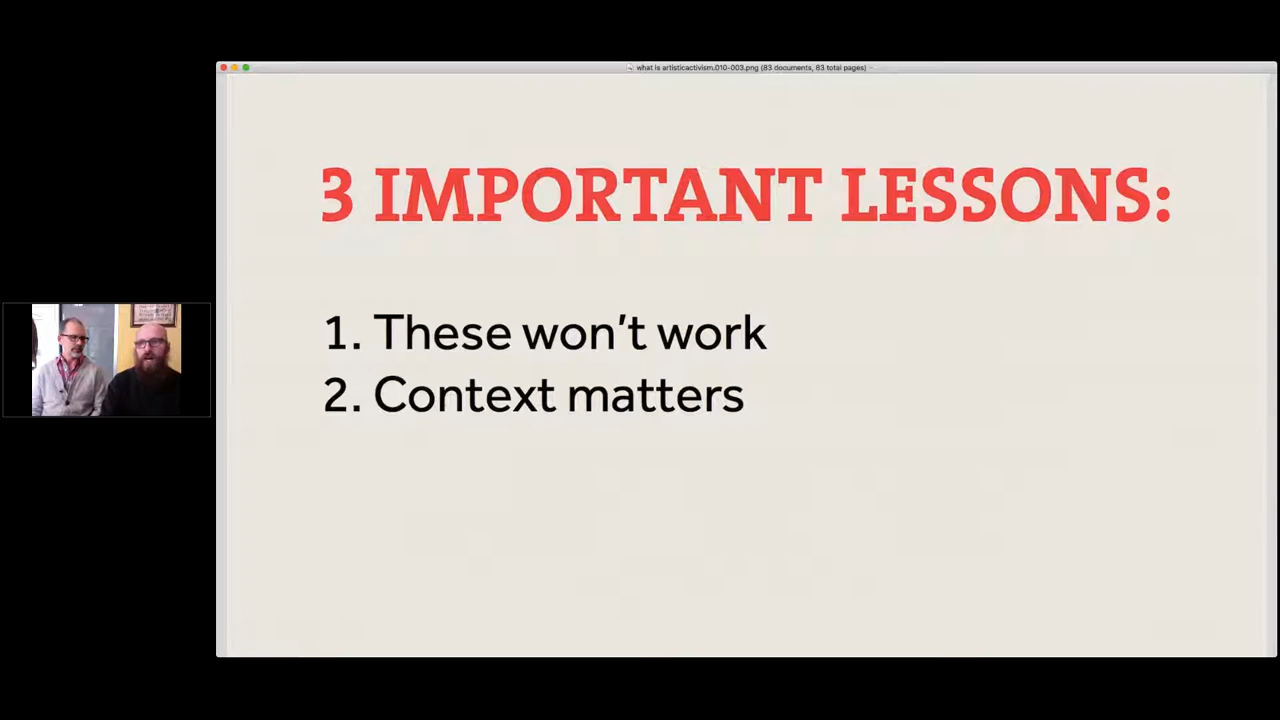 what is artisticactivism.010-003.png (83 documents, 83 total pages)
3 IMPORTANT LESSONS:
1. These won’t work
2. Context matters